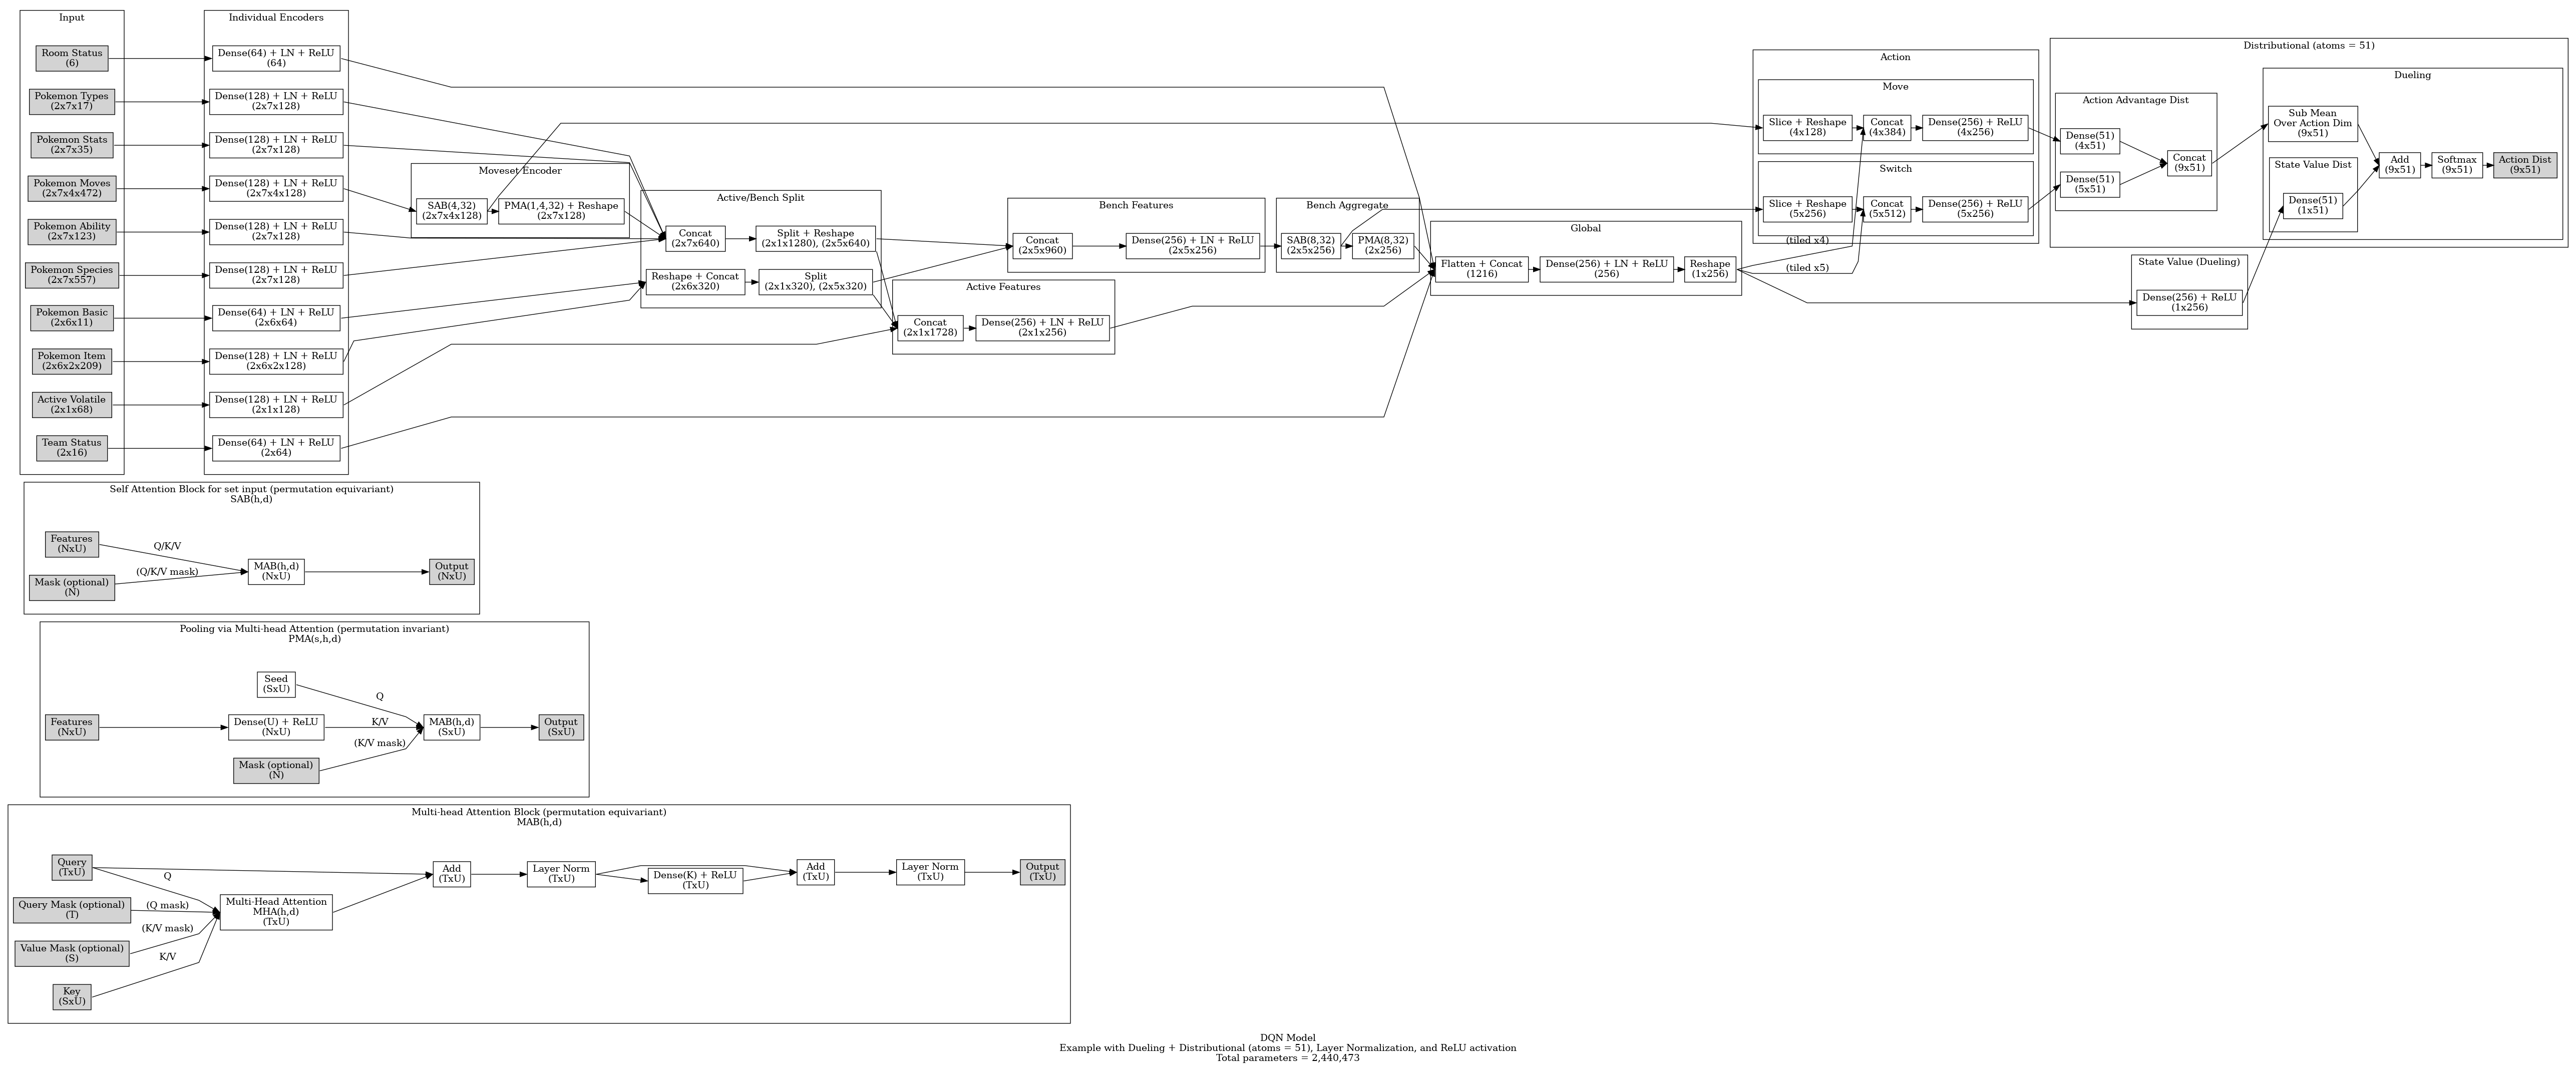 Input
Room Status
(6)
Pokemon Types
(2x7x17)
Pokemon Stats
(2x7x35)
Pokemon Moves
(2x7x4x472)
Pokemon Ability
(2x7x123)
Pokemon Species
(2x7x557)
Pokemon Basic
(2x6x11)
Pokemon Item
(2x6x2x209)
Active Volatile
(2x1x68)
Team Status
(2x16)
Individual Encoders
Dense(64) + LN + ReLU
(64)
Dense(128) + LN + ReLU
(2x7x128)
Dense(128) + LN + ReLU
(2x7x128)
Dense(128) + LN + ReLU
(2x7x4x128)
Dense(128) + LN + ReLU
(2x7x128)
Dense(128) + LN + ReLU
(2x7x128)
Dense(64) + LN + ReLU
(2x6x64)
Dense(128) + LN + ReLU
(2x6x2x128)
Dense(128) + LN + ReLU
(2x1x128)
Dense(64) + LN + ReLU
(2x64)
Moveset Encoder
SAB(4,32)
(2x7x4x128)
PMA(1,4,32) + Reshape
(2x7x128)
Active/Bench Split
Concat
(2x7x640)
Split + Reshape
(2x1x1280), (2x5x640)
Reshape + Concat
(2x6x320)
Split
(2x1x320), (2x5x320)
Bench Features
Concat
(2x5x960)
Dense(256) + LN + ReLU
(2x5x256)
Active Features
Concat
(2x1x1728)
Dense(256) + LN + ReLU
(2x1x256)
Bench Aggregate
SAB(8,32)
(2x5x256)
PMA(8,32)
(2x256)
Global
Flatten + Concat
(1216)
Dense(256) + LN + ReLU
(256)
Reshape
(1x256)
Action
Move
Slice + Reshape
(4x128)
Concat
(4x384)
Dense(256) + ReLU
(4x256)
Switch
Slice + Reshape
(5x256)
Concat
(5x512)
Dense(256) + ReLU
(5x256)
(tiled x4)
(tiled x5)
Distributional (atoms = 51)
Action Advantage Dist
Dense(51)
(4x51)
Dense(51)
(5x51)
Concat
(9x51)
Dueling
Sub Mean
Over Action Dim
(9x51)
State Value Dist
Dense(51)
(1x51)
Add
(9x51)
Softmax
(9x51)
Action Dist
(9x51)
State Value (Dueling)
Dense(256) + ReLU
(1x256)
Self Attention Block for set input (permutation equivariant)
SAB(h,d)
Features
(NxU)
Mask (optional)
(N)
Q/K/V
(Q/K/V mask)
MAB(h,d)
(NxU)
Output
(NxU)
Pooling via Multi-head Attention (permutation invariant)
PMA(s,h,d)
Seed
(SxU)
Features
(NxU)
Dense(U) + ReLU
(NxU)
Mask (optional)
(N)
Q
K/V
(K/V mask)
MAB(h,d)
(SxU)
Output
(SxU)
Multi-head Attention Block (permutation equivariant)
MAB(h,d)
Query
(TxU)
Query Mask (optional)
(T)
Value Mask (optional)
(S)
Key
(SxU)
Q
(Q mask)
(K/V mask)
K/V
Multi-Head Attention
MHA(h,d)
(TxU)
Add
(TxU)
Layer Norm
(TxU)
Dense(K) + ReLU
(TxU)
Add
(TxU)
Layer Norm
(TxU)
Output
(TxU)
DQN Model
Example with Dueling + Distributional (atoms = 51), Layer Normalization, and ReLU activation
Total parameters = 2,440,473